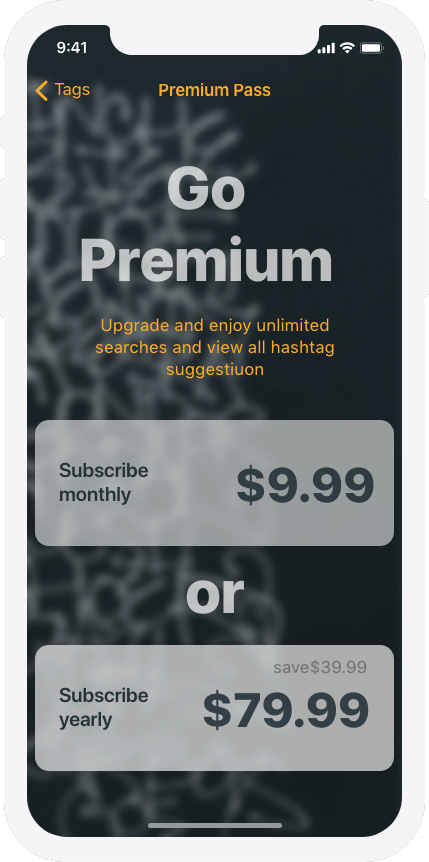 9:41
Tags
Premium Pass
Go
Premium
Upgrade and enjoy unlimited
searches and view all hashtag
suggestiuon
Subscribe
monthly
$9.99
or
save$39.99
Subscribe
yearly
$79.99